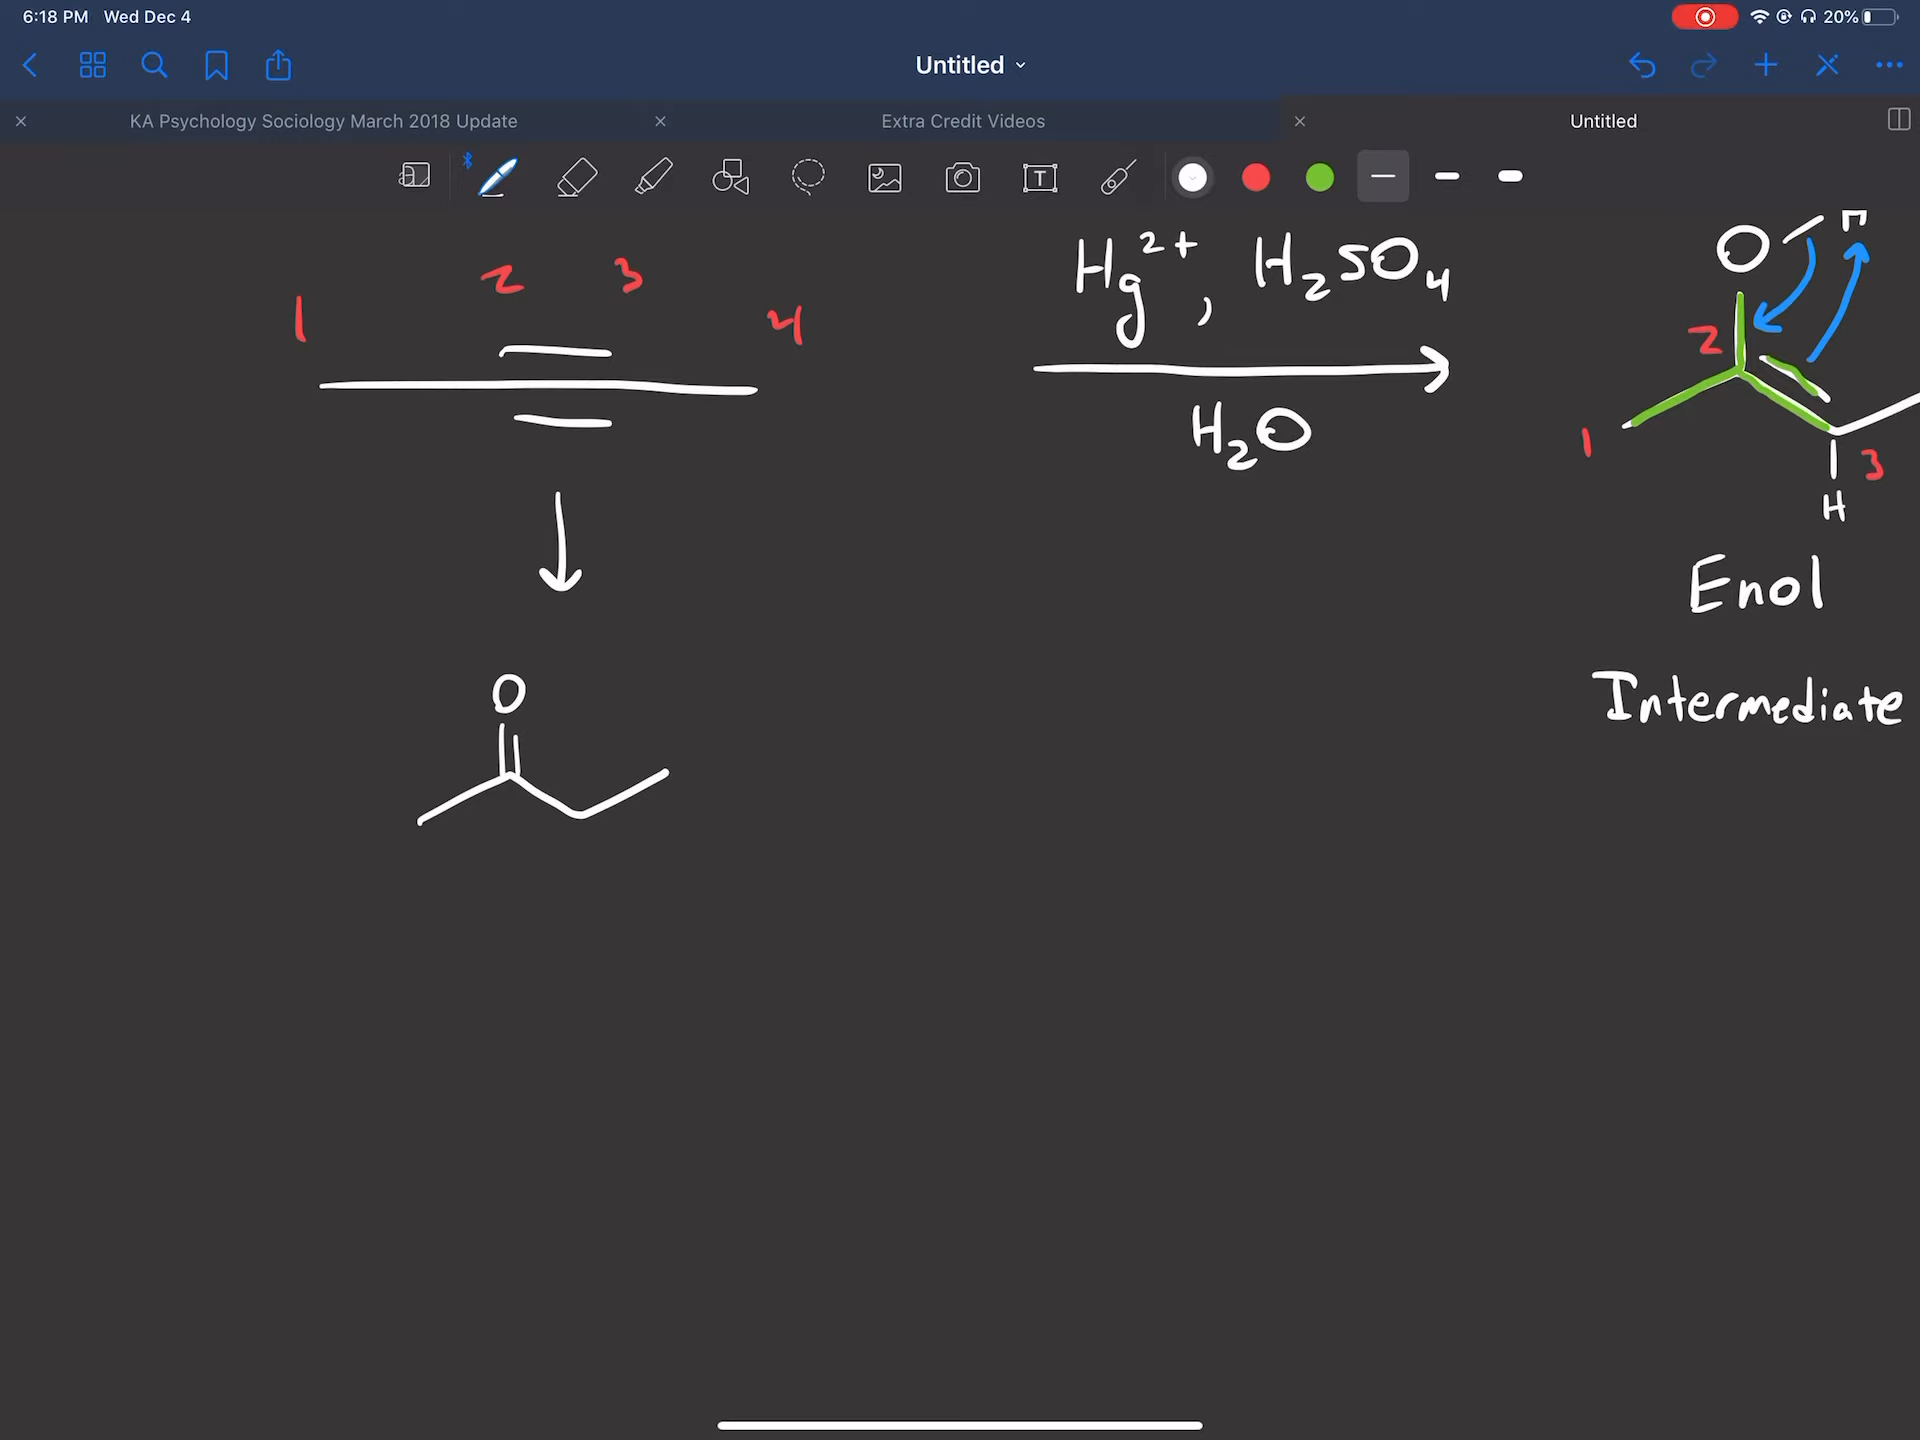 6:18 PM Wed Dec 4
20%
Untitled
KA Psychology Sociology March 2018 Update
Extra Credit Videos
Untitled
T
Hg²⁺, H₂SO₄
H₂O
1 2 3 4
O H
2
1 3
H
Enol
Intermediate
O